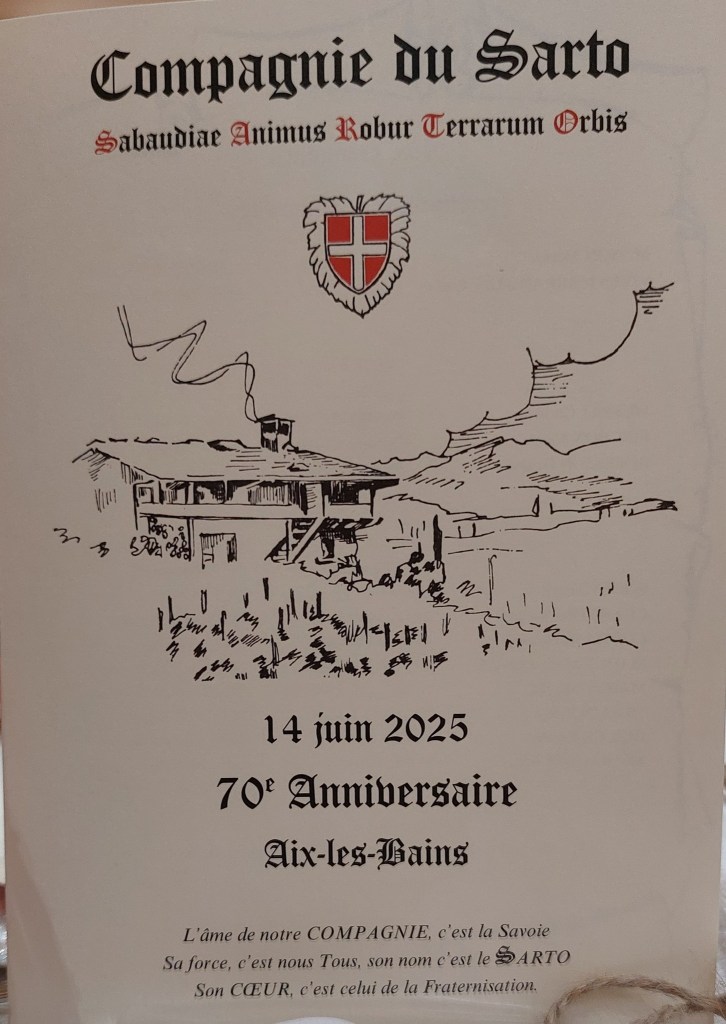 Compagnie du Sarto
Sabaudiae Animus Robur Terrarum Orbis
14 juin 2025
70e Anniversaire
Aix-les-Bains
L'âme de notre COMPAGNIE, c'est la Savoie
Sa force, c'est nous Tous, son nom c'est le SARTO
Son CŒUR, c'est celui de la Fraternisation.